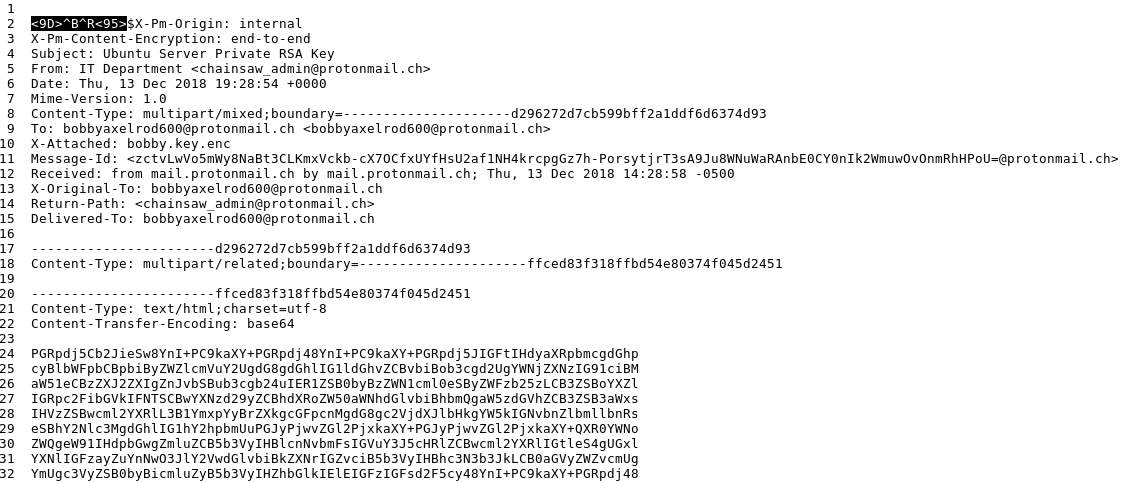 1
2 <9D>^B^R<95>$X-Pm-Origin: internal
3 X-Pm-Content-Encryption: end-to-end
4 Subject: Ubuntu Server Private RSA Key
5 From: IT Department <chainsaw_admin@protonmail.ch>
6 Date: Thu, 13 Dec 2018 19:28:54 +0000
7 Mime-Version: 1.0
8 Content-Type: multipart/mixed;boundary=---------------------d296272d7cb599bff2a1ddf6d6374d93
9 To: bobbyaxelrod600@protonmail.ch <bobbyaxelrod600@protonmail.ch>
10 X-Attached: bobby.key.enc
11 Message-Id: <zctvLwVo5mWy8NaBt3CLKmxVckb-cX7OCfxUYfHsU2af1NH4krcpgGz7h-PorsytjrT3sA9Ju8WNuWaRAnbE0CY0nIk2WmuwOvOnmRhHPoU=@protonmail.ch>
12 Received: from mail.protonmail.ch by mail.protonmail.ch; Thu, 13 Dec 2018 14:28:58 -0500
13 X-Original-To: bobbyaxelrod600@protonmail.ch
14 Return-Path: <chainsaw_admin@protonmail.ch>
15 Delivered-To: bobbyaxelrod600@protonmail.ch
16
17 -----------------------d296272d7cb599bff2a1ddf6d6374d93
18 Content-Type: multipart/related;boundary=---------------------ffced83f318ffbd54e80374f045d2451
19
20 -----------------------ffced83f318ffbd54e80374f045d2451
21 Content-Type: text/html;charset=utf-8
22 Content-Transfer-Encoding: base64
23
24 PGRpdj5Cb2JieSw8YnI+PC9kaXY+PGRpdj48YnI+PC9kaXY+PGRpdj5JIGFtIHdyaXRpbmcgdGhp
25 cyBlbWFpbCBpbiByZWZlcmVuY2UgdG8gdGhlIG1ldGhvZCBvbiBob3cgd2UgYWNjZXNzIG91ciBM
26 aW51eCBzZXJ2ZXIgZnJvbSBub3cgb24uIER1ZSB0byBzZWN1cml0eSByZWFzb25zLCB3ZSBoYXZl
27 IGRpc2FibGVkIFNTSCBwYXNzd29yZCBhdXRoZW50aWNhdGlvbiBhbmQgaW5zdGVhZCB3ZSB3aWxs
28 IHVzZSBwcml2YXRlL3B1YmxpYyBrZXkgcGFpcnMgdG8gc2VjdXJlbHkgYW5kIGNvbnZlbmllbnRs
29 eSBhY2Nlc3MgdGhlIG1hY2hpbmUuPGJyPjwvZGl2PjxkaXY+PGJyPjwvZGl2PjxkaXY+QXR0YWNo
30 ZWQgeW91IHdpbGwgZmluZCB5b3VyIHBlcnNvbmFsIGVuY3J5cHRlZCBwcml2YXRlIGtleS4gUGxl
31 YXNlIGFzayZuYnNwO3JlY2VwdGlvbiBkZXNrIGZvciB5b3VyIHBhc3N3b3JkLCB0aGVyZWZvcmUg
32 YmUgc3VyZSB0byBicmluZyB5b3VyIHZhbGlkIElEIGFzIGFsd2F5cy48YnI+PC9kaXY+PGRpdj48